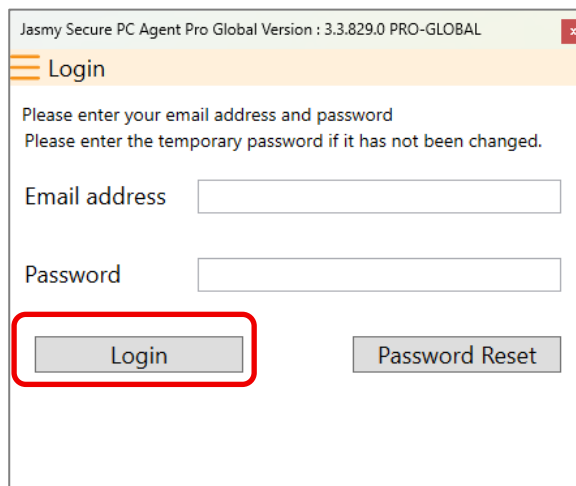 Jasmy Secure PC Agent Pro Global Version : 3.3.829.0 PRO-GLOBAL
x
Login
Please enter your email address and password
Please enter the temporary password if it has not been changed.
Email address
Password
Login
Password Reset